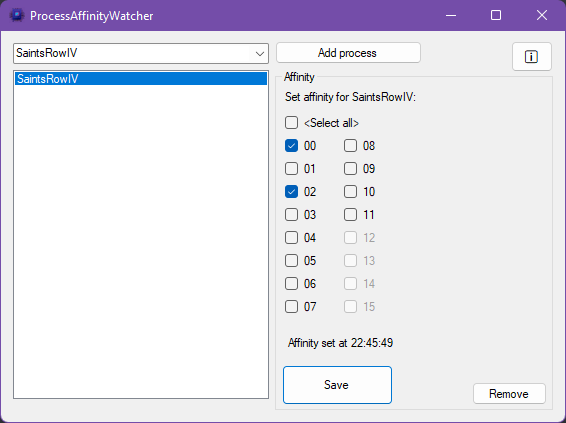 ProcessAffinityWatcher
SaintsRowIV
Add process
SaintsRowIV
Affinity
Set affinity for SaintsRowIV:
<Select all>
00 08
01 09
02 10
03 11
04 12
05 13
06 14
07 15
Affinity set at 22:45:49
Save
Remove